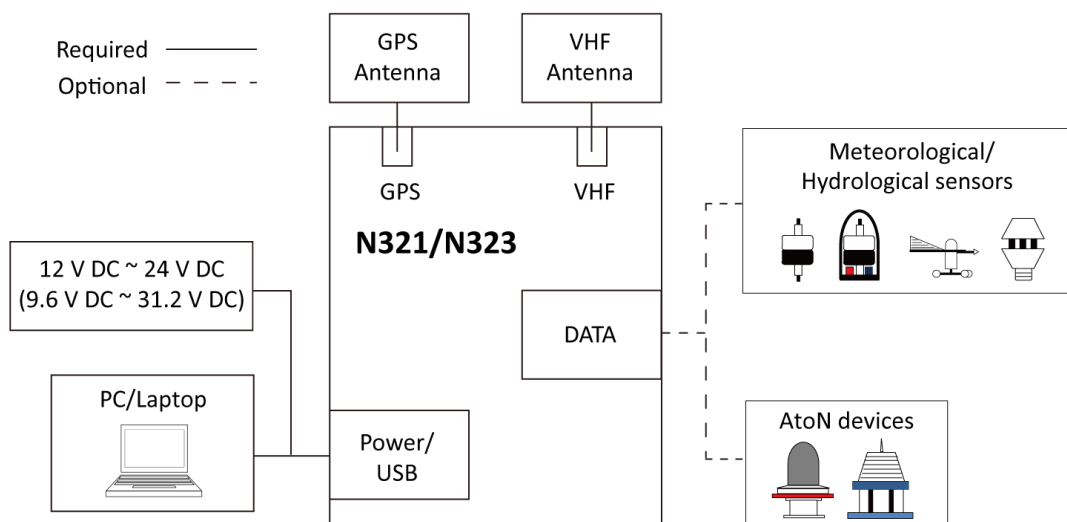 Required
Optional
GPS
Antenna
VHF
Antenna
GPS
VHF
N321/N323
Meteorological/
Hydrological sensors
12 V DC ~ 24 V DC
(9.6 V DC ~ 31.2 V DC)
DATA
PC/Laptop
Power/
USB
AtoN devices